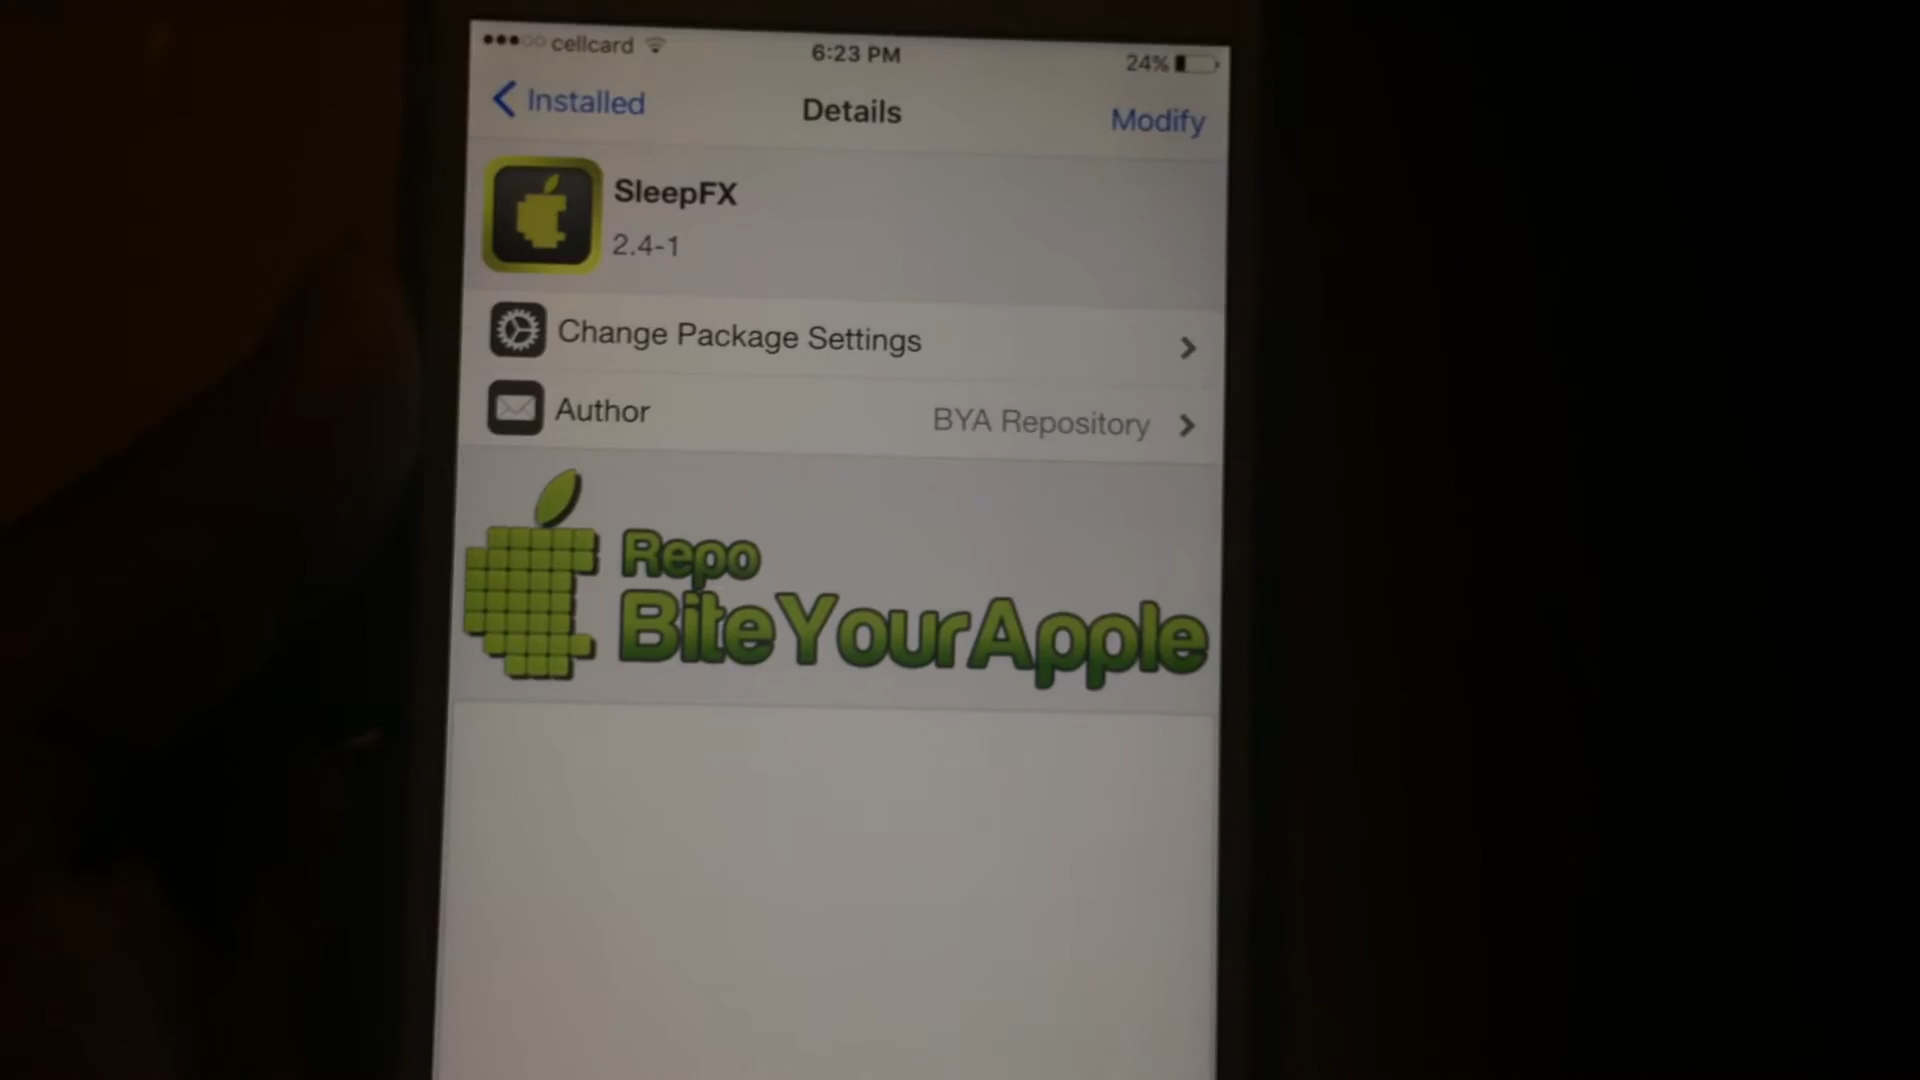 cellcard 6:23 PM 24%
Installed Details Modify
SleepFX
2.4-1
Change Package Settings
Author BYA Repository
Repo
BiteYourApple